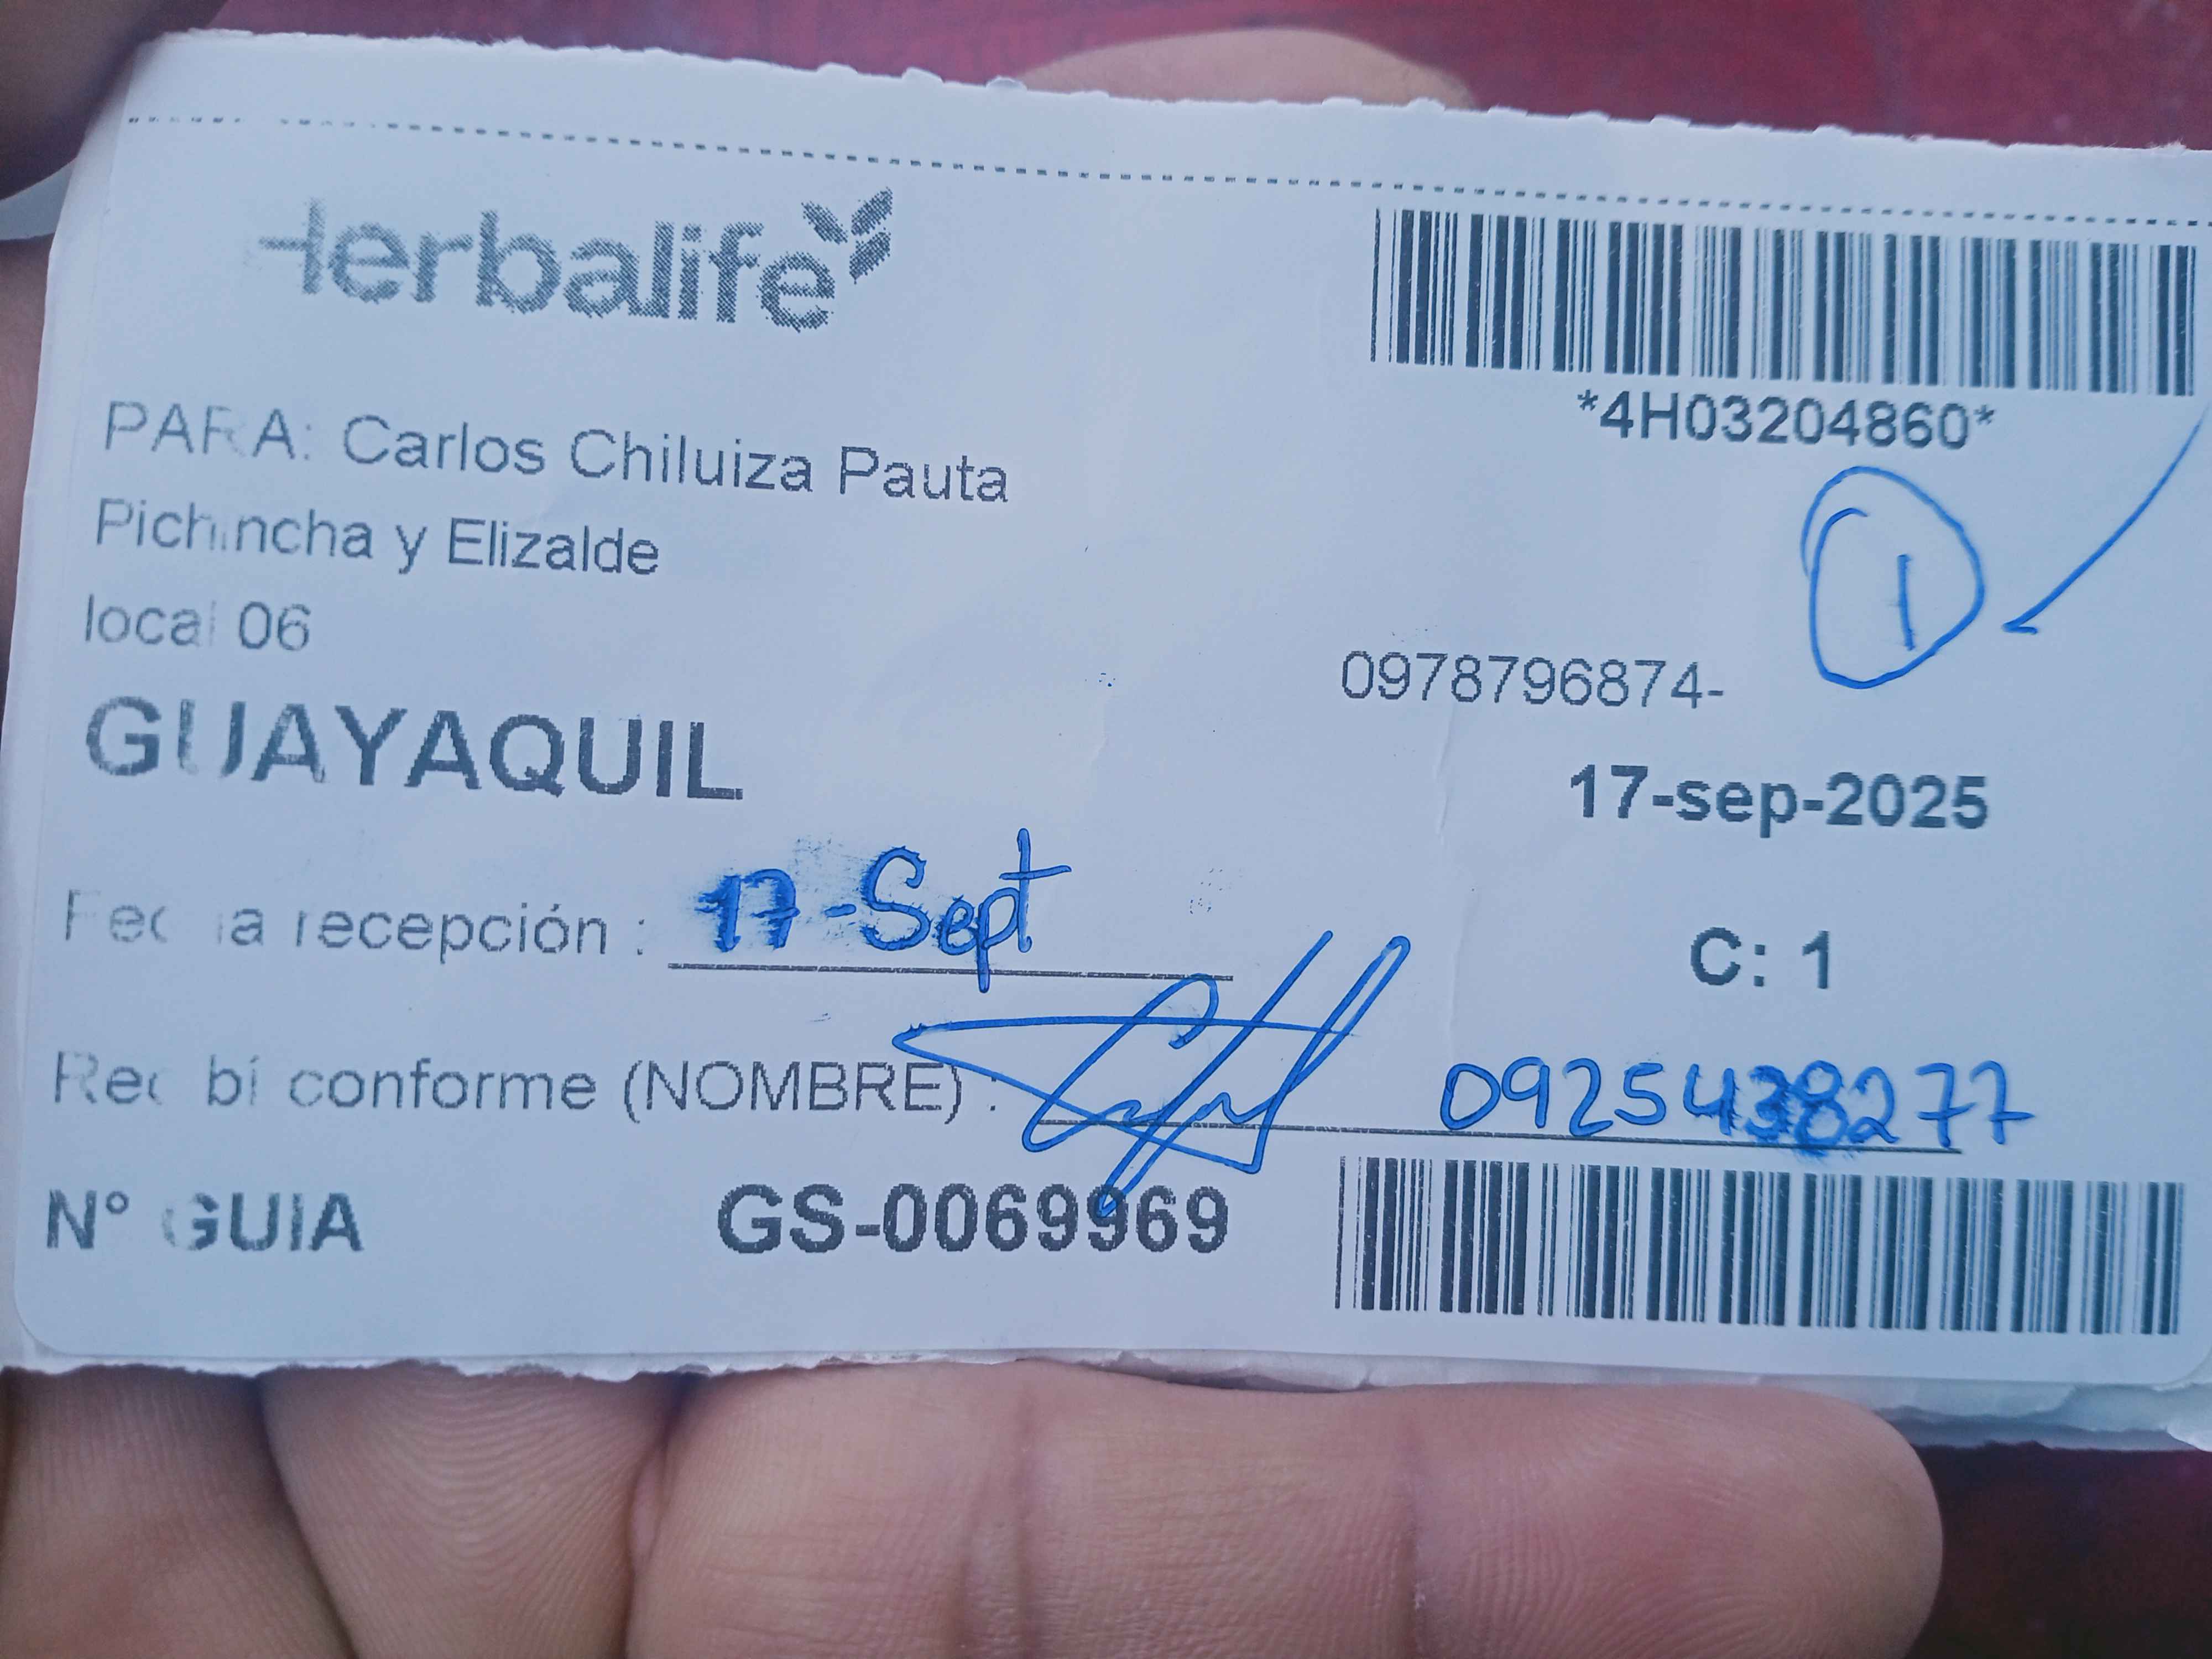 Herbalife
*4H03204860*
PARA: Carlos Chiluiza Pauta
1
Pichincha y Elizalde
local 06
0978796874-
GUAYAQUIL
17-sep-2025
Fecha recepción : 17-Sept
C: 1
Recibí conforme (NOMBRE) : 0925438277
N° GUIA GS-0069969